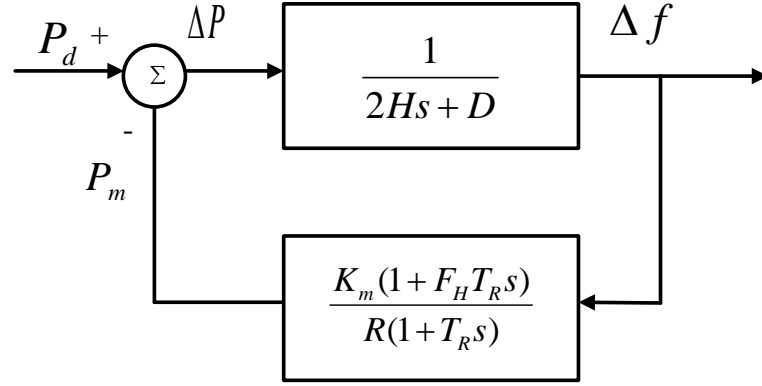 P_d + ΔP Δf
Σ
1
2Hs + D
-
P_m
K_m(1 + F_H T_R s)
R(1 + T_R s)